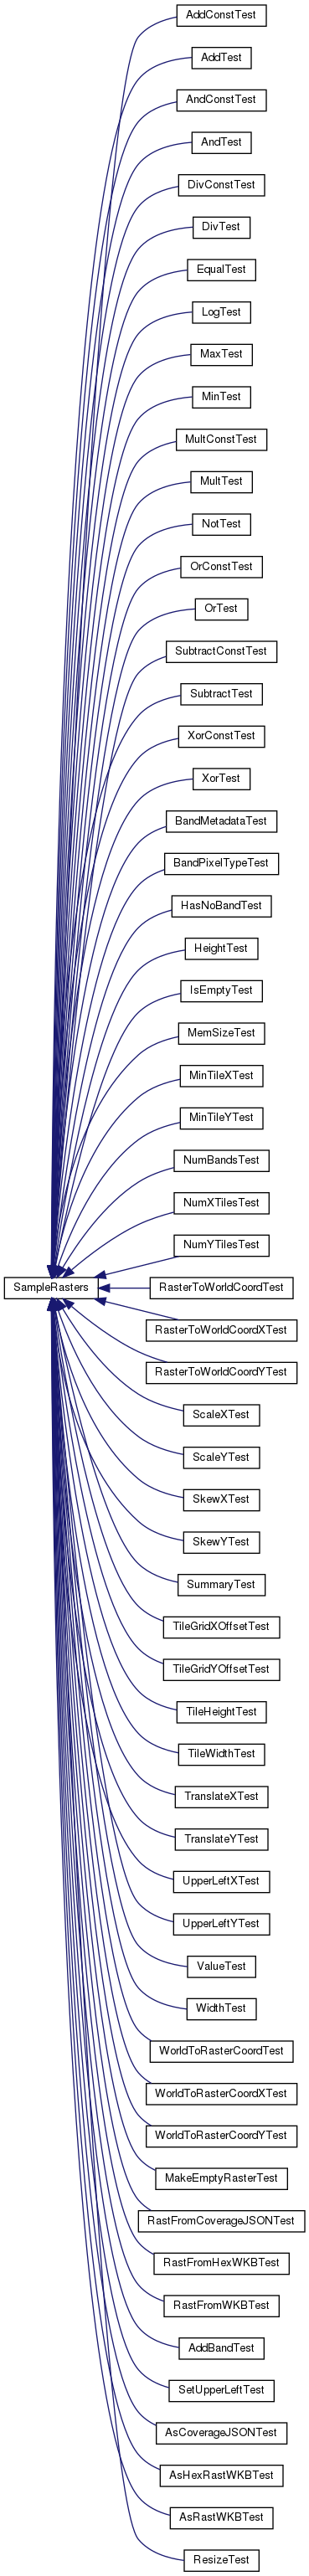 AddConstTest
AddTest
AndConstTest
AndTest
DivConstTest
DivTest
EqualTest
LogTest
MaxTest
MinTest
MultConstTest
MultTest
NotTest
OrConstTest
OrTest
SubtractConstTest
SubtractTest
XorConstTest
XorTest
BandMetadataTest
BandPixelTypeTest
HasNoBandTest
HeightTest
IsEmptyTest
MemSizeTest
MinTileXTest
MinTileYTest
NumBandsTest
NumXTilesTest
NumYTilesTest
SampleRasters
RasterToWorldCoordTest
RasterToWorldCoordXTest
RasterToWorldCoordYTest
ScaleXTest
ScaleYTest
SkewXTest
SkewYTest
SummaryTest
TileGridXOffsetTest
TileGridYOffsetTest
TileHeightTest
TileWidthTest
TranslateXTest
TranslateYTest
UpperLeftXTest
UpperLeftYTest
ValueTest
WidthTest
WorldToRasterCoordTest
WorldToRasterCoordXTest
WorldToRasterCoordYTest
MakeEmptyRasterTest
RastFromCoverageJSONTest
RastFromHexWKBTest
RastFromWKBTest
AddBandTest
SetUpperLeftTest
AsCoverageJSONTest
AsHexRastWKBTest
AsRastWKBTest
ResizeTest